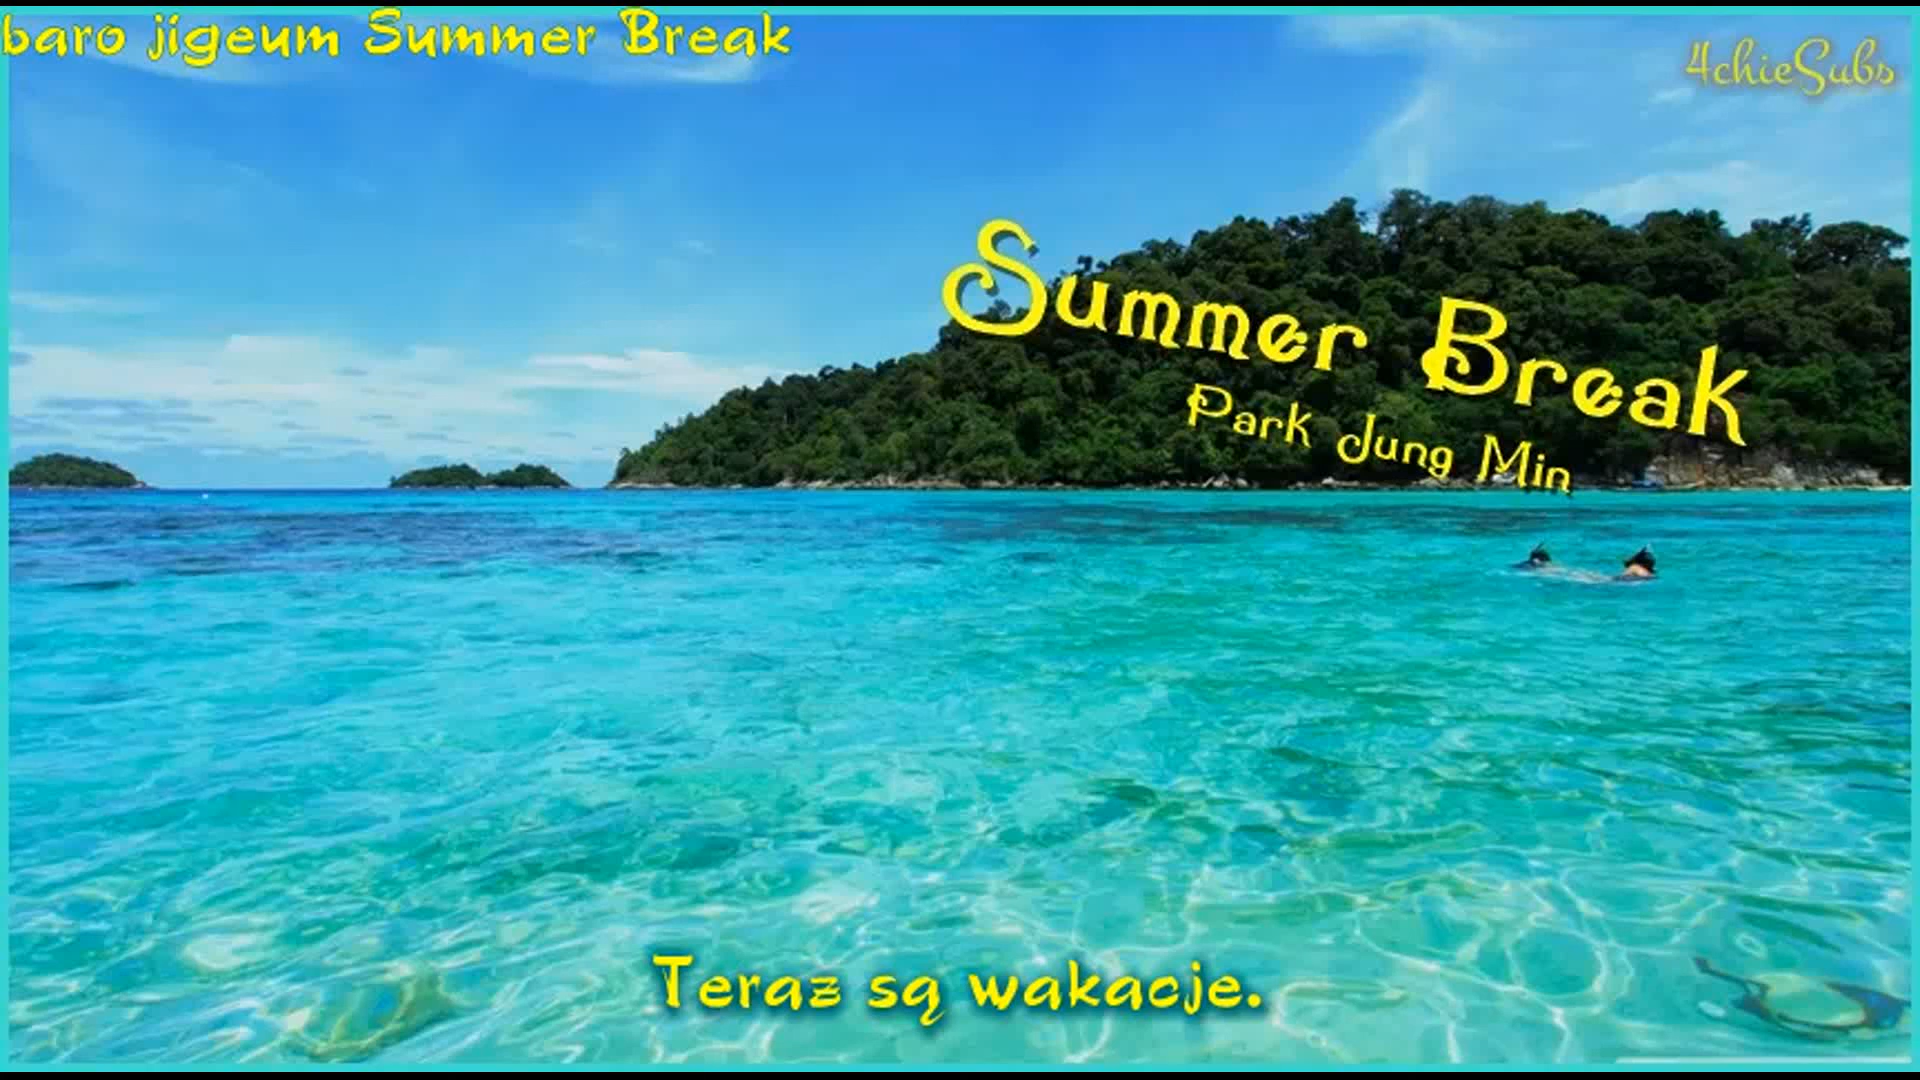 baro jigeum Summer Break
4chieSubs
Summer Break
Park Jung Min
Teraz są wakacje.